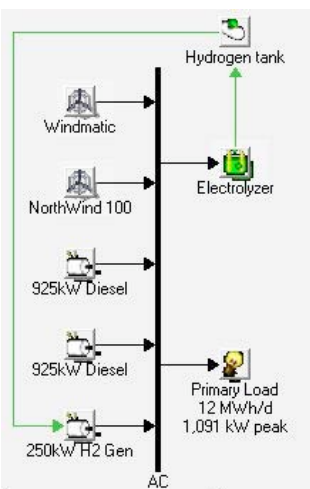 Hydrogen tank
Windmatic
Electrolyzer
NorthWind 100
925kW Diesel
925kW Diesel
Primary Load
12 MWh/d
1,091 kW peak
250kW H2 Gen
AC